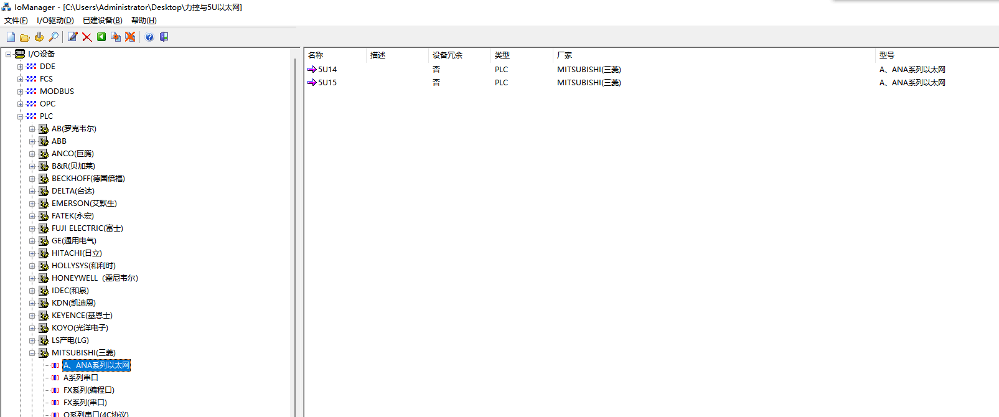 IoManager - [C:\Users\Administrator\Desktop\力控与5U以太网]
文件(F) I/O驱动(D) 已建设备(B) 帮助(H)
I/O设备
DDE
FCS
MODBUS
OPC
PLC
AB(罗克韦尔)
ABB
ANCO(巨腾)
B&R(贝加莱)
BECKHOFF(德国倍福)
DELTA(台达)
EMERSON(艾默生)
FATEK(永宏)
FUJI ELECTRIC(富士)
GE(通用电气)
HITACHI(日立)
HOLLYSYS(和利时)
HONEYWELL（霍尼韦尔）
IDEC(和泉)
KDN(凯迪恩)
KEYENCE(基恩士)
KOYO(光洋电子)
LS产电(LG)
MITSUBISHI(三菱)
A、ANA系列以太网
A系列串口
FX系列(编程口)
FX系列(串口)
Q系列串口(4C协议)
名称 描述 设备冗余 类型 厂家 型号
5U14 否 PLC MITSUBISHI(三菱) A、ANA系列以太网
5U15 否 PLC MITSUBISHI(三菱) A、ANA系列以太网